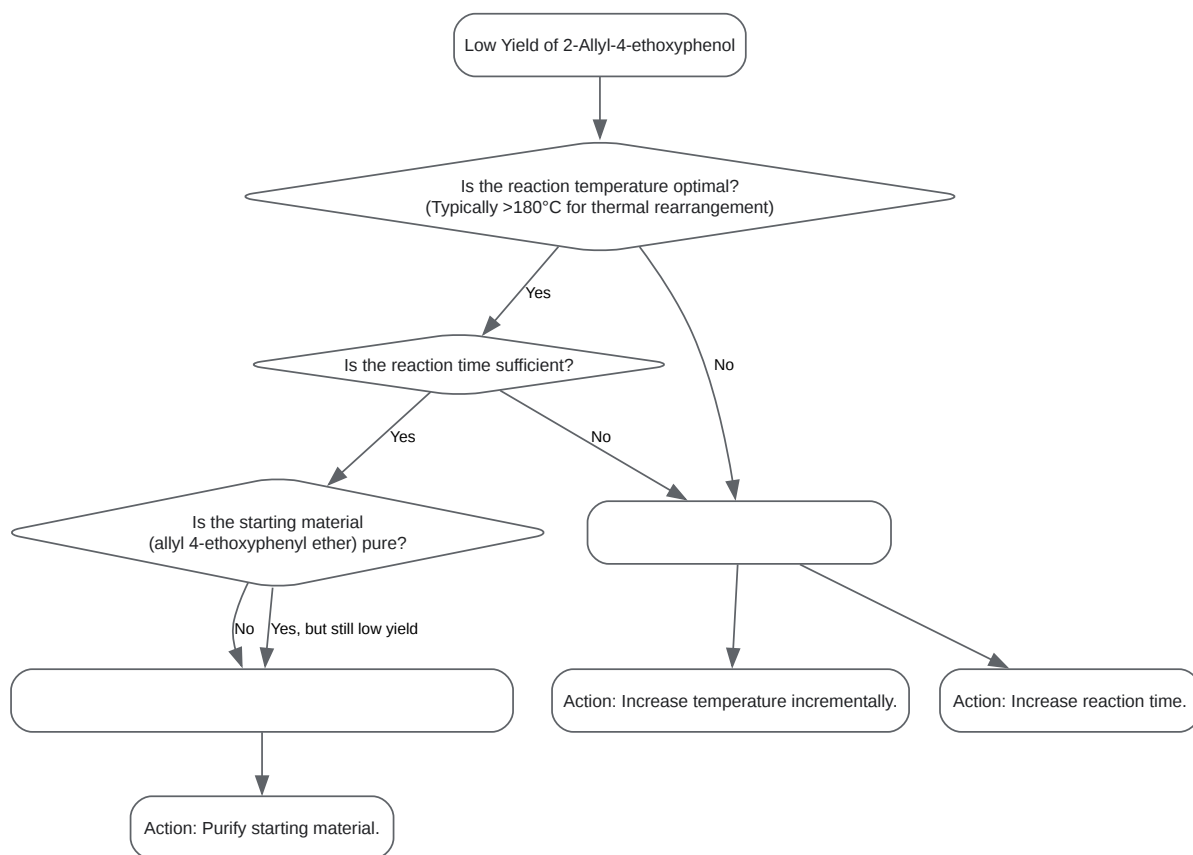 Low Yield of 2-Allyl-4-ethoxyphenol
Is the reaction temperature optimal?
(Typically >180°C for thermal rearrangement)
Yes
Is the reaction time sufficient?
No
Yes
No
Is the starting material
(allyl 4-ethoxyphenyl ether) pure?
No
Yes, but still low yield
Action: Increase temperature incrementally.
Action: Increase reaction time.
Action: Purify starting material.